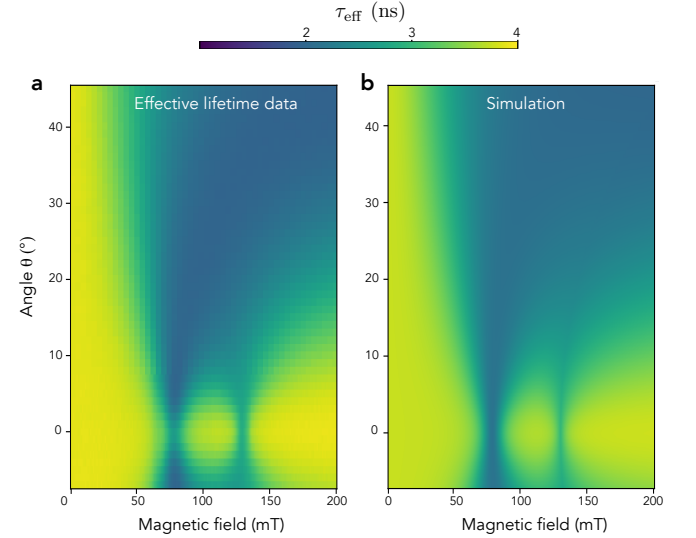 τeff (ns)
2 3 4
a b
Effective lifetime data
Simulation
Angle θ (°)
40
30
20
10
0
40
30
20
10
0
0 50 100 150 200
0 50 100 150 200
Magnetic field (mT)
Magnetic field (mT)